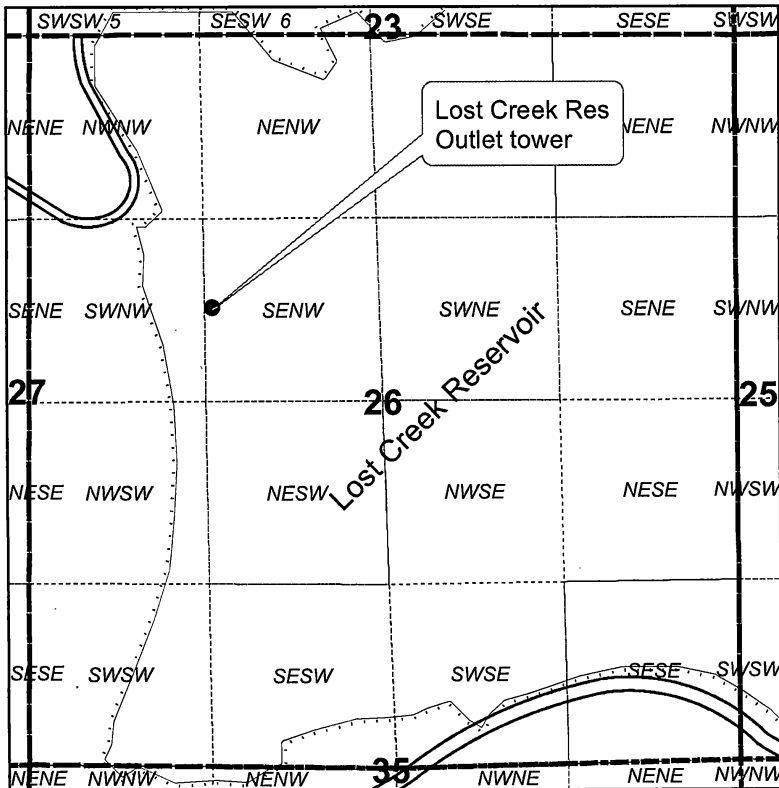 SWSW 5 SESW 6 23 SWSE SESE SWSW
Lost Creek Res
Outlet tower
NENE NWNW NENW NENE NWNW
SENE SWNW SENW SWNE SENE SWNW
27 26 25
Lost Creek Reservoir
NESE NWSW NESW NWSE NESE NWSW
SESE SWSW SESW SWSE SESE SWSW
NENE NWNW NENW 35 NWNE NENE NWNW